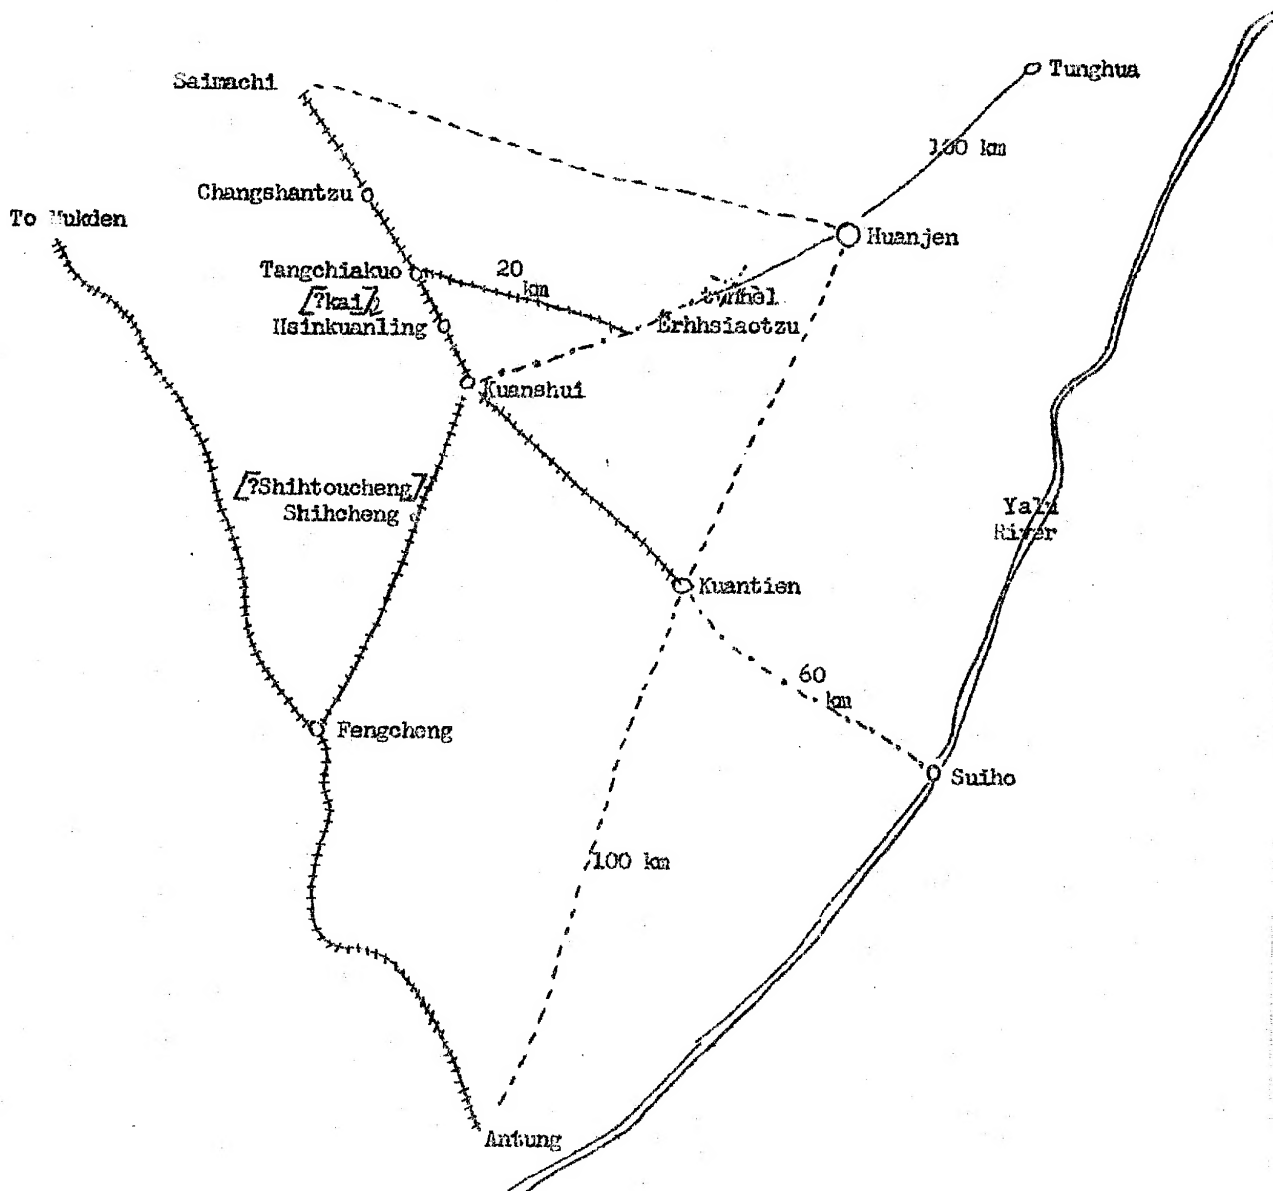 Saimachi
Tunghua
100 km
Changshantzu
To Mukden
Huanjen
Tangchiakuo
20
km
[?kai]
tunnel
Hsinkuanling
Erhhsiaotzu
Kuanshui
[?Shihtoucheng]
Shihcheng
Yalu
River
Kuantien
60
km
Fengcheng
Suiho
100 km
Antung